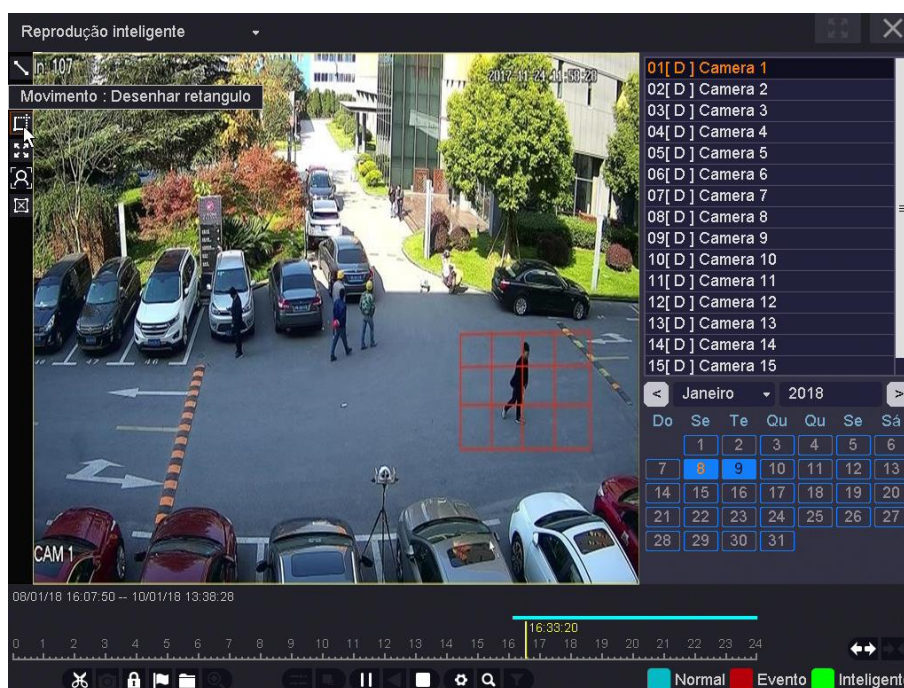 Reprodução inteligente
In 107
2017-11-24 11:58:28
Movimento : Desenhar retangulo
CAM 1
01[ D ] Camera 1
02[ D ] Camera 2
03[ D ] Camera 3
04[ D ] Camera 4
05[ D ] Camera 5
06[ D ] Camera 6
07[ D ] Camera 7
08[ D ] Camera 8
09[ D ] Camera 9
10[ D ] Camera 10
11[ D ] Camera 11
12[ D ] Camera 12
13[ D ] Camera 13
14[ D ] Camera 14
15[ D ] Camera 15
< Janeiro 2018 >
Do Se Te Qu Qu Se Sá
1 2 3 4 5 6
7 8 9 10 11 12 13
14 15 16 17 18 19 20
21 22 23 24 25 26 27
28 29 30 31
08/01/18 16:07:50 -- 10/01/18 13:38:28
16:33:20
0 1 2 3 4 5 6 7 8 9 10 11 12 13 14 15 16 17 18 19 20 21 22 23 24
Normal Evento Inteligente